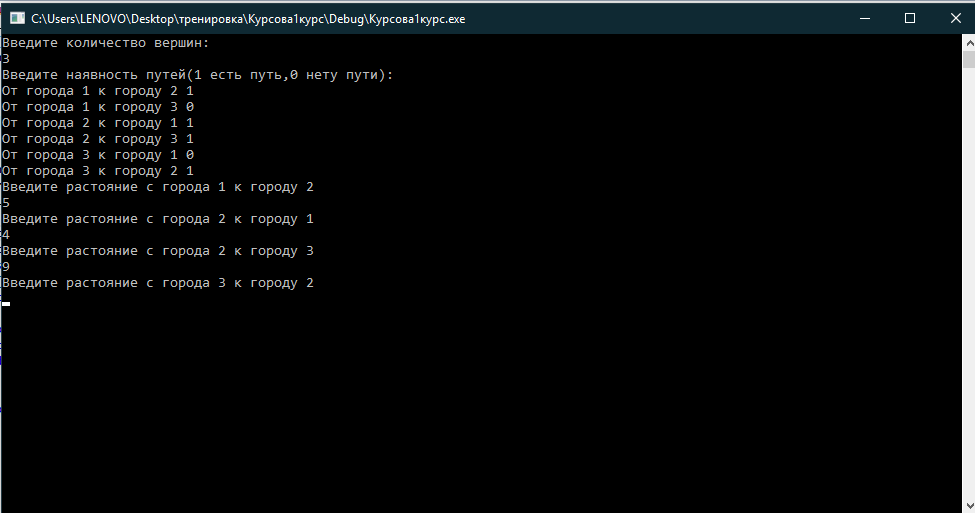 C:\Users\LENOVO\Desktop\тренировка\Курсова1курс\Debug\Курсова1курс.exe
Введите количество вершин:
3
Введите наявность путей(1 есть путь,0 нету пути):
От города 1 к городу 2 1
От города 1 к городу 3 0
От города 2 к городу 1 1
От города 2 к городу 3 1
От города 3 к городу 1 0
От города 3 к городу 2 1
Введите растояние с города 1 к городу 2
5
Введите растояние с города 2 к городу 1
4
Введите растояние с города 2 к городу 3
9
Введите растояние с города 3 к городу 2